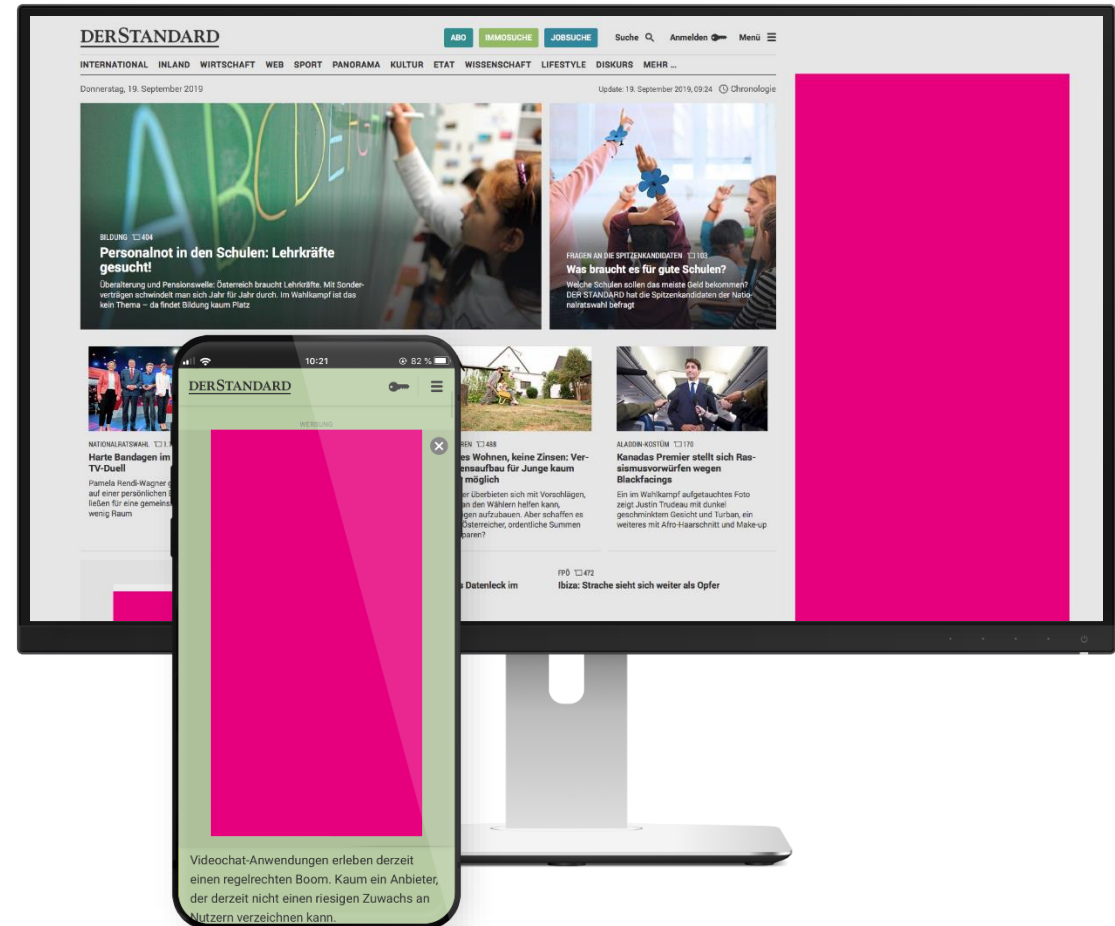 DERSTANDARD
ABO
IMMOSUCHE
JOBSUCHE
Suche
Anmelden
Menü
INTERNATIONAL INLAND WIRTSCHAFT WEB SPORT PANORAMA KULTUR ETAT WISSENSCHAFT LIFESTYLE DISKURS MEHR ...
Donnerstag, 19. September 2019
Update: 19. September 2019, 09:24
Chronologie
ABCDE
BILDUNG 404
Personalnot in den Schulen: Lehrkräfte
gesucht!
Überalterung und Pensionswelle: Österreich braucht Lehrkräfte. Mit Sonder-
verträgen schwindelt man sich Jahr für Jahr durch. Im Wahlkampf ist das
kein Thema – da findet Bildung kaum Platz
FRAGEN AN DIE SPITZENKANDIDATEN 103
Was braucht es für gute Schulen?
Welche Schulen sollen das meiste Geld bekommen?
DER STANDARD hat die Spitzenkandidaten der Natio-
nalratswahl befragt
NATIONALRATSWAHL
Harte Bandagen im
TV-Duell
Pamela Rendi-Wagner
auf einer persönlichen
ließen für eine gemeins
wenig Raum
REN 488
es Wohnen, keine Zinsen: Ver-
ensaufbau für Junge kaum
möglich
er überbieten sich mit Vorschlägen,
an den Wählern helfen kann,
gen aufzubauen. Aber schaffen es
Österreicher, ordentliche Summen
paren?
ALADDIN-KOSTÜM 170
Kanadas Premier stellt sich Ras-
sismusvorwürfen wegen
Blackfacings
Ein im Wahlkampf aufgetauchtes Foto
zeigt Justin Trudeau mit dunkel
geschminktem Gesicht und Turban, ein
weiteres mit Afro-Haarschnitt und Make-up
Datenleck im
FPÖ 472
Ibiza: Strache sieht sich weiter als Opfer
10:21
82 %
DERSTANDARD
WERBUNG
Videochat-Anwendungen erleben derzeit
einen regelrechten Boom. Kaum ein Anbieter,
der derzeit nicht einen riesigen Zuwachs an
Nutzern verzeichnen kann.